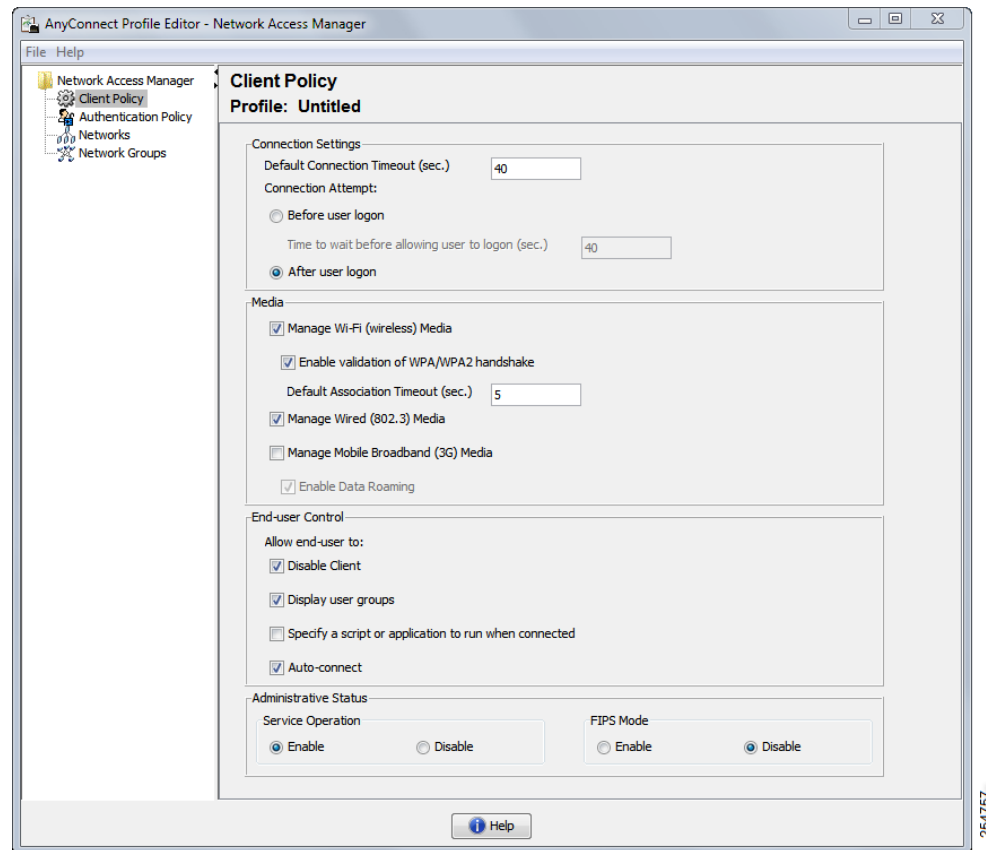 AnyConnect Profile Editor - Network Access Manager
File Help
Network Access Manager
Client Policy
Authentication Policy
Networks
Network Groups
Client Policy
Profile: Untitled
Connection Settings
Default Connection Timeout (sec.) 40
Connection Attempt:
Before user logon
Time to wait before allowing user to logon (sec.) 40
After user logon
Media
Manage Wi-Fi (wireless) Media
Enable validation of WPA/WPA2 handshake
Default Association Timeout (sec.) 5
Manage Wired (802.3) Media
Manage Mobile Broadband (3G) Media
Enable Data Roaming
End-user Control
Allow end-user to:
Disable Client
Display user groups
Specify a script or application to run when connected
Auto-connect
Administrative Status
Service Operation FIPS Mode
Enable Disable Enable Disable
Help